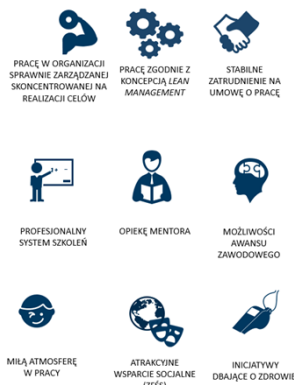 PRACĘ W ORGANIZACJI
SPRAWNIE ZARZĄDZANEJ
SKONCENTROWANEJ NA
REALIZACJI CELÓW
PRACĘ ZGODNIE Z
KONCEPCJĄ LEAN
MANAGEMENT
STABILNE
ZATRUDNIENIE NA
UMOWĘ O PRACĘ
PROFESJONALNY
SYSTEM SZKOLEŃ
OPIEKĘ MENTORA
MOŻLIWOŚCI
AWANSU
ZAWODOWEGO
MIŁĄ ATMOSFERĘ
W PRACY
ATRAKCYJNE
WSPARCIE SOCJALNE
(ZFŚS)
INICJATYWY
DBAJĄCE O ZDROWIE